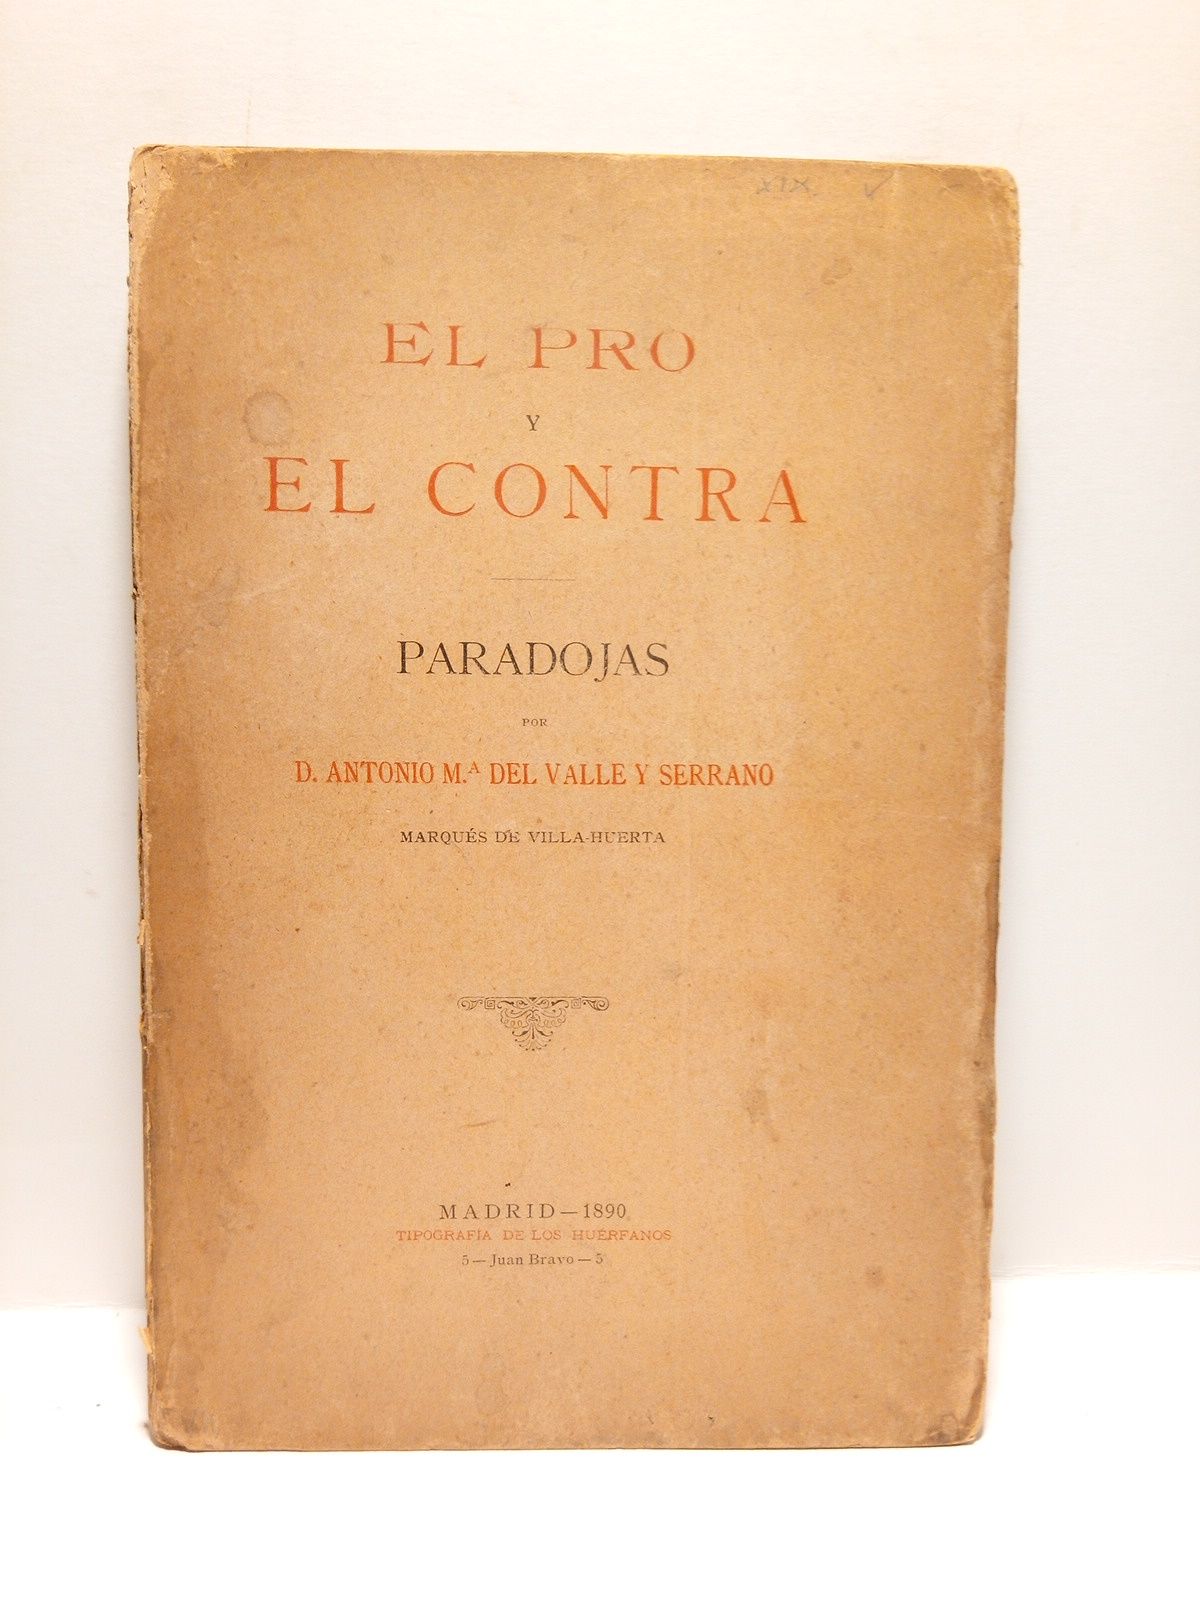 XIX.
EL PRO
Y
EL CONTRA
PARADOJAS
POR
D. ANTONIO M.ª DEL VALLE Y SERRANO
MARQUÉS DE VILLA-HUERTA
MADRID—1890
TIPOGRAFÍA DE LOS HUÉRFANOS
5—Juan Bravo—5